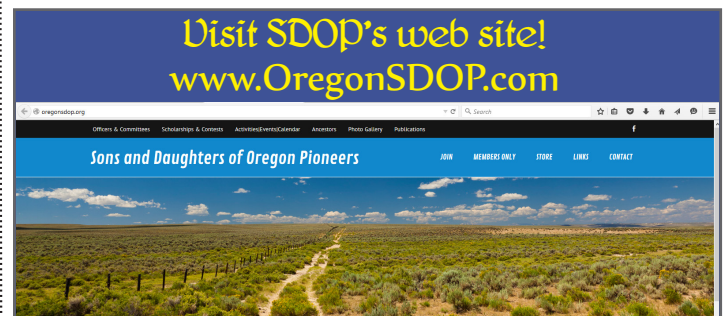 Visit SDOP's web site!
www.OregonSDOP.com
oregonsdop.org
Search
Officers & Committees Scholarships & Contests Activities|Events|Calendar Ancestors Photo Gallery Publications
f
Sons and Daughters of Oregon Pioneers JOIN MEMBERS ONLY STORE LINKS CONTACT